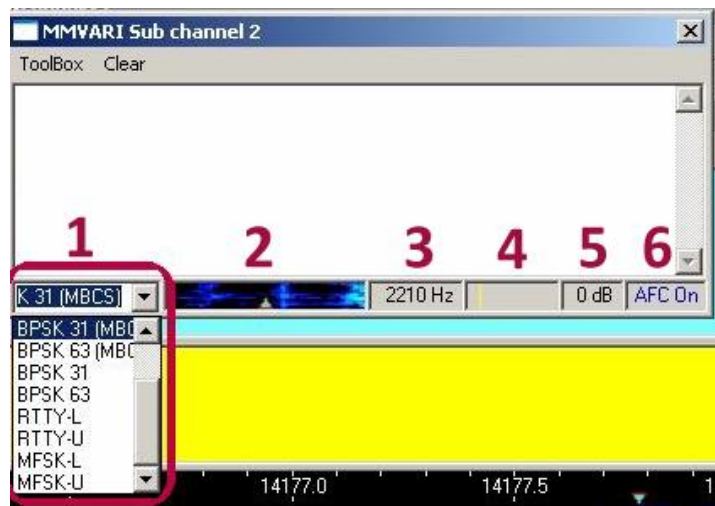 MMVARI Sub channel 2
ToolBox Clear
1 2 3 4 5 6
K 31 (MBCS) 2210 Hz 0 dB AFC On
BPSK 31 (MBC
BPSK 63 (MBC
BPSK 31
BPSK 63
RTTY-L
RTTY-U
MFSK-L
MFSK-U
14177.0 14177.5 1